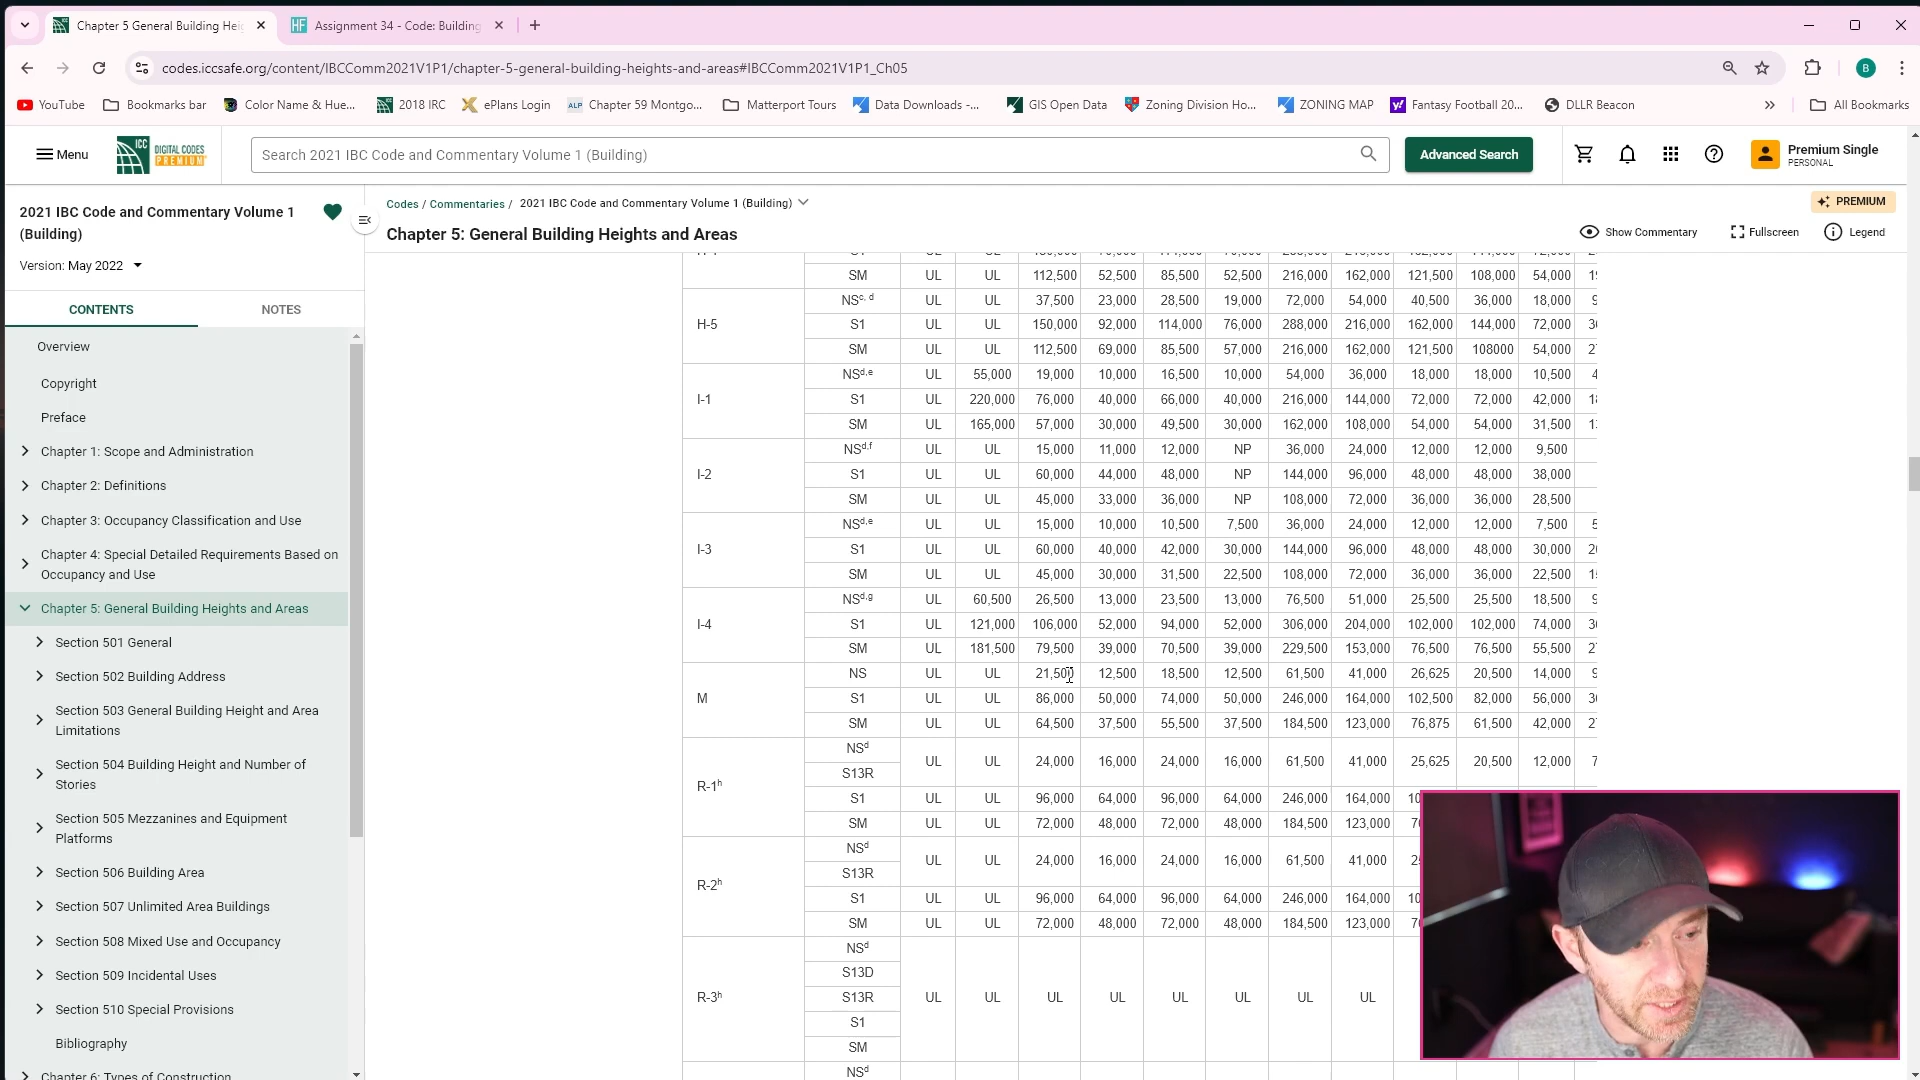 Chapter 5 General Building Hei
Assignment 34 - Code: Building
codes.iccsafe.org/content/IBCComm2021V1P1/chapter-5-general-building-heights-and-areas#IBCComm2021V1P1_Ch05
B
YouTube Bookmarks bar Color Name & Hue... 2018 IRC ePlans Login ALP Chapter 59 Montgo... Matterport Tours Data Downloads -... GIS Open Data Zoning Division Ho... ZONING MAP Fantasy Football 20... DLLR Beacon » All Bookmarks
Menu
ICC DIGITAL CODES PREMIUM
Search 2021 IBC Code and Commentary Volume 1 (Building)
Advanced Search
Premium Single
PERSONAL
2021 IBC Code and Commentary Volume 1
(Building)
Version: May 2022
CONTENTS NOTES
Overview
Copyright
Preface
Chapter 1: Scope and Administration
Chapter 2: Definitions
Chapter 3: Occupancy Classification and Use
Chapter 4: Special Detailed Requirements Based on
Occupancy and Use
Chapter 5: General Building Heights and Areas
Section 501 General
Section 502 Building Address
Section 503 General Building Height and Area
Limitations
Section 504 Building Height and Number of
Stories
Section 505 Mezzanines and Equipment
Platforms
Section 506 Building Area
Section 507 Unlimited Area Buildings
Section 508 Mixed Use and Occupancy
Section 509 Incidental Uses
Section 510 Special Provisions
Bibliography
Chapter 6: Types of Construction
Codes / Commentaries / 2021 IBC Code and Commentary Volume 1 (Building)
PREMIUM
Chapter 5: General Building Heights and Areas
Show Commentary Fullscreen Legend
SM UL UL 112,500 52,500 85,500 52,500 216,000 162,000 121,500 108,000 54,000
H-5
NSc, d UL UL 37,500 23,000 28,500 19,000 72,000 54,000 40,500 36,000 18,000
S1 UL UL 150,000 92,000 114,000 76,000 288,000 216,000 162,000 144,000 72,000
SM UL UL 112,500 69,000 85,500 57,000 216,000 162,000 121,500 108000 54,000
I-1
NSd,e UL 55,000 19,000 10,000 16,500 10,000 54,000 36,000 18,000 18,000 10,500
S1 UL 220,000 76,000 40,000 66,000 40,000 216,000 144,000 72,000 72,000 42,000
SM UL 165,000 57,000 30,000 49,500 30,000 162,000 108,000 54,000 54,000 31,500
I-2
NSd,f UL UL 15,000 11,000 12,000 NP 36,000 24,000 12,000 12,000 9,500
S1 UL UL 60,000 44,000 48,000 NP 144,000 96,000 48,000 48,000 38,000
SM UL UL 45,000 33,000 36,000 NP 108,000 72,000 36,000 36,000 28,500
I-3
NSd,e UL UL 15,000 10,000 10,500 7,500 36,000 24,000 12,000 12,000 7,500
S1 UL UL 60,000 40,000 42,000 30,000 144,000 96,000 48,000 48,000 30,000
SM UL UL 45,000 30,000 31,500 22,500 108,000 72,000 36,000 36,000 22,500
I-4
NSd,g UL 60,500 26,500 13,000 23,500 13,000 76,500 51,000 25,500 25,500 18,500
S1 UL 121,000 106,000 52,000 94,000 52,000 306,000 204,000 102,000 102,000 74,000
SM UL 181,500 79,500 39,000 70,500 39,000 229,500 153,000 76,500 76,500 55,500
M
NS UL UL 21,500 12,500 18,500 12,500 61,500 41,000 26,625 20,500 14,000
S1 UL UL 86,000 50,000 74,000 50,000 246,000 164,000 102,500 82,000 56,000
SM UL UL 64,500 37,500 55,500 37,500 184,500 123,000 76,875 61,500 42,000
R-1h
NSd
UL UL 24,000 16,000 24,000 16,000 61,500 41,000 25,625 20,500 12,000
S13R
S1 UL UL 96,000 64,000 96,000 64,000 246,000 164,000
SM UL UL 72,000 48,000 72,000 48,000 184,500 123,000
R-2h
NSd
UL UL 24,000 16,000 24,000 16,000 61,500 41,000
S13R
S1 UL UL 96,000 64,000 96,000 64,000 246,000 164,000
SM UL UL 72,000 48,000 72,000 48,000 184,500 123,000
R-3h
NSd
S13D
S13R UL UL UL UL UL UL UL UL
S1
SM
NSd